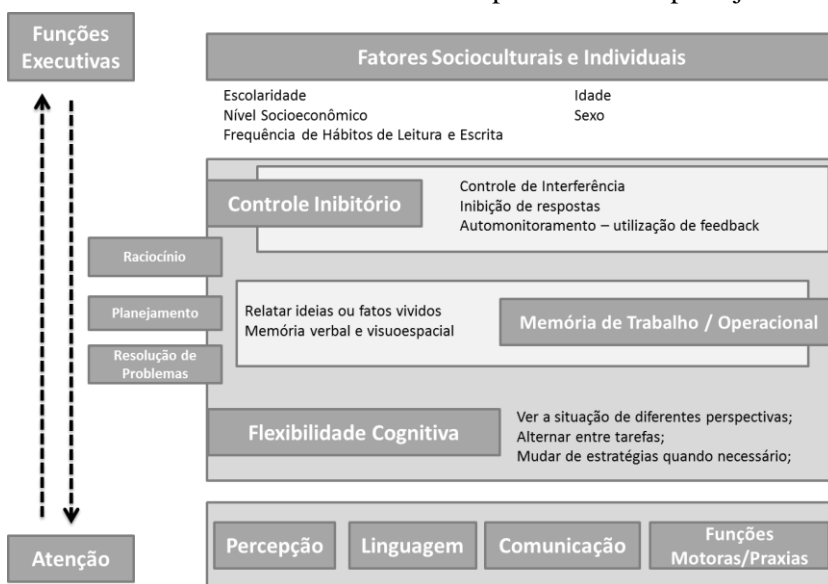 Funções
Executivas
Fatores Socioculturais e Individuais
Escolaridade
Nível Socioeconômico
Frequência de Hábitos de Leitura e Escrita
Idade
Sexo
Controle Inibitório
Controle de Interferência
Inibição de respostas
Automonitoramento – utilização de feedback
Raciocínio
Planejamento
Resolução de
Problemas
Relatar ideias ou fatos vividos
Memória verbal e visuoespacial
Memória de Trabalho / Operacional
Flexibilidade Cognitiva
Ver a situação de diferentes perspectivas;
Alternar entre tarefas;
Mudar de estratégias quando necessário;
Atenção
Percepção
Linguagem
Comunicação
Funções
Motoras/Praxias